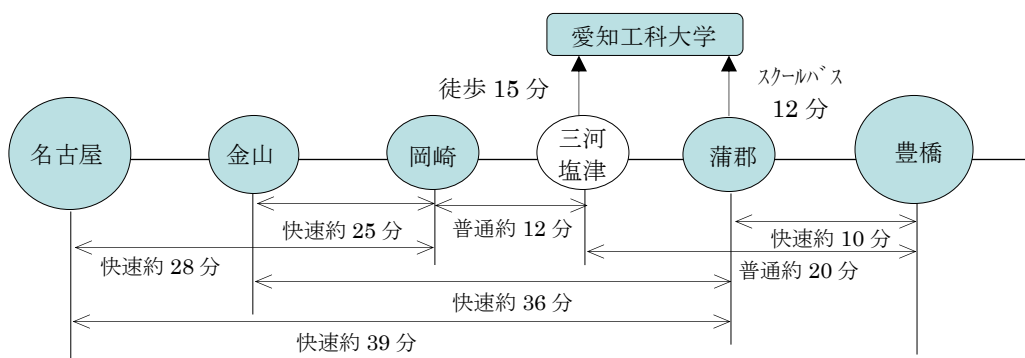 愛知工科大学
スクールバス
12 分
徒歩 15 分
名古屋
金山
岡崎
三河
塩津
蒲郡
豊橋
快速約 25 分
普通約 12 分
快速約 10 分
快速約 28 分
普通約 20 分
快速約 36 分
快速約 39 分